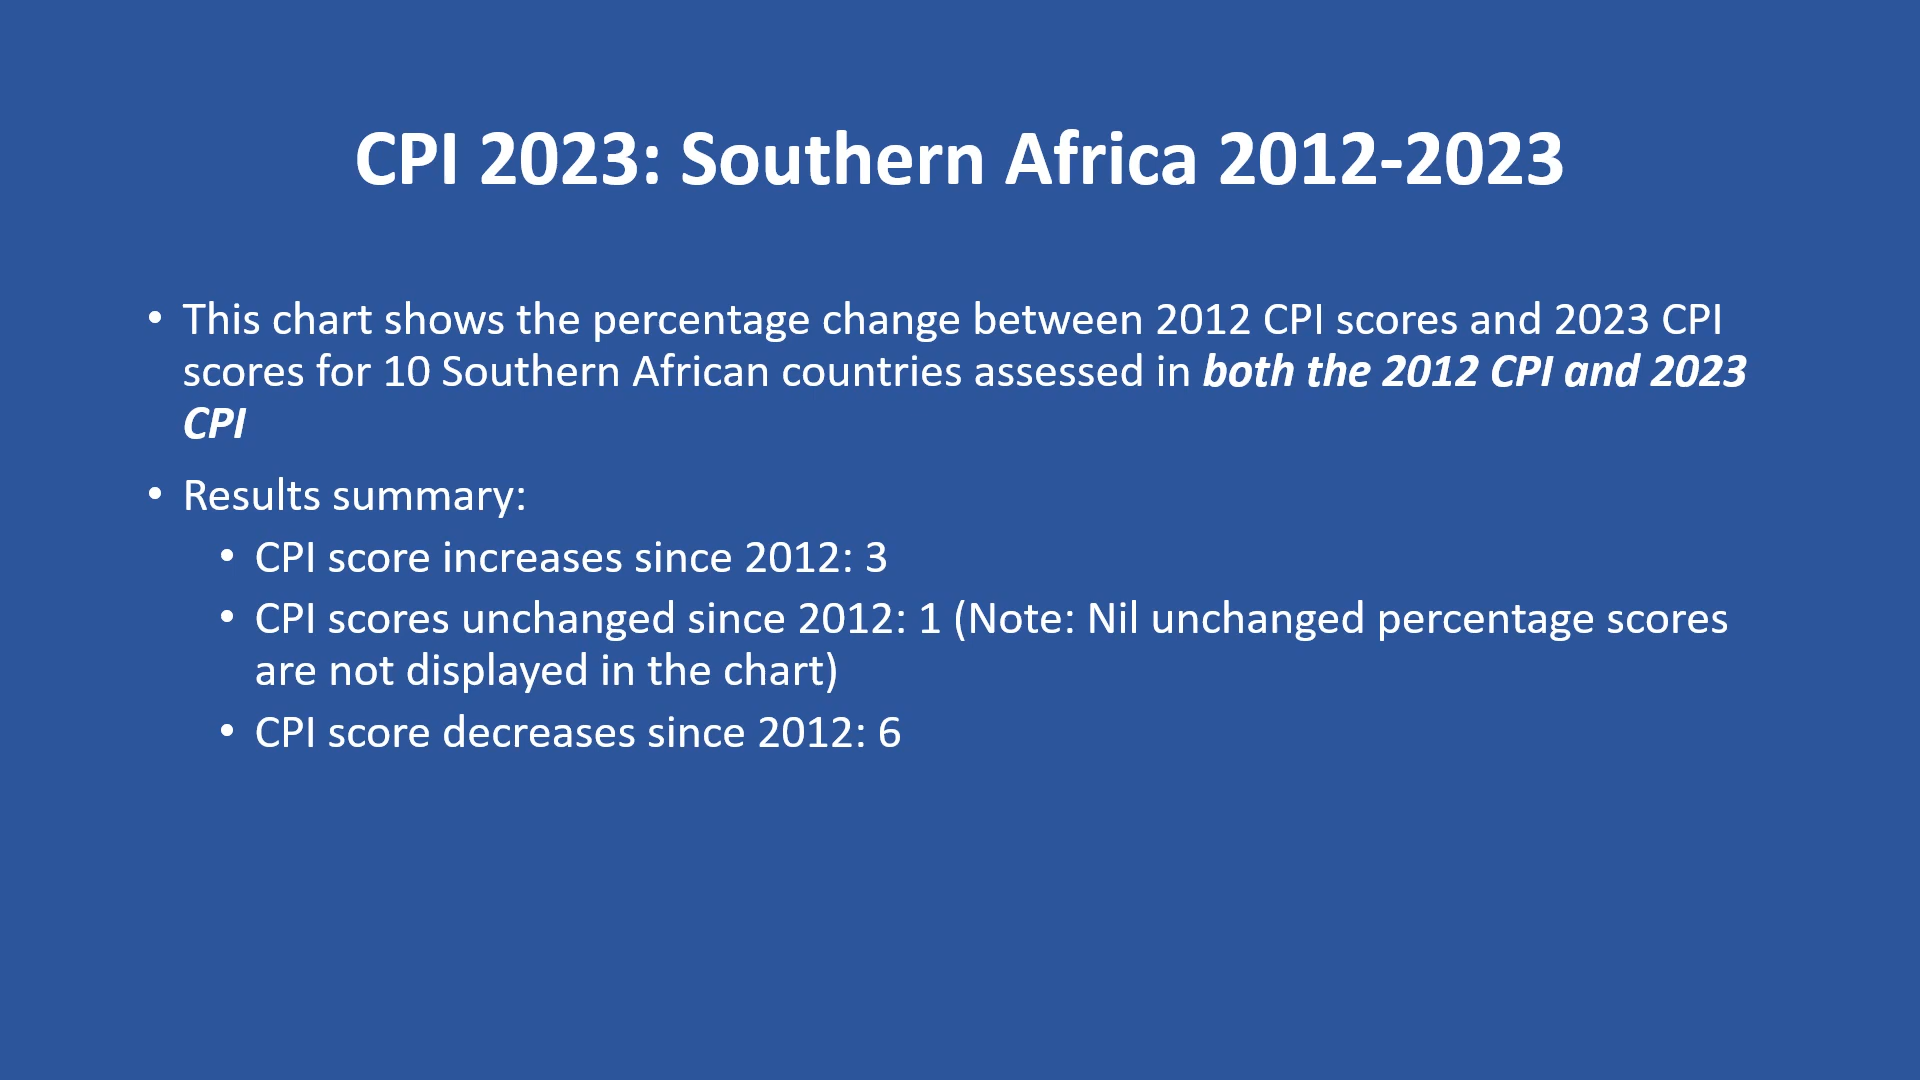 CPI 2023: Southern Africa 2012-2023
• This chart shows the percentage change between 2012 CPI scores and 2023 CPI
scores for 10 Southern African countries assessed in both the 2012 CPI and 2023
CPI
• Results summary:
• CPI score increases since 2012: 3
• CPI scores unchanged since 2012: 1 (Note: Nil unchanged percentage scores
are not displayed in the chart)
• CPI score decreases since 2012: 6